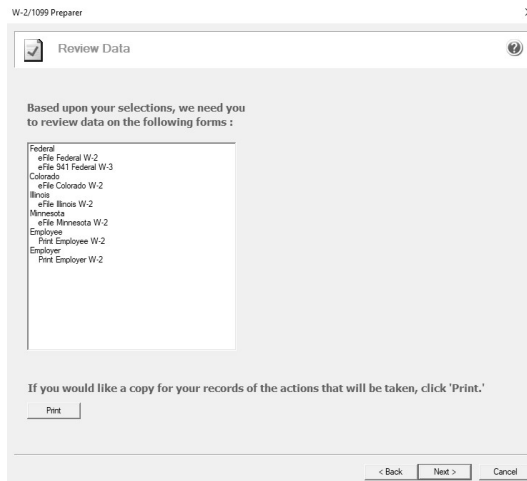 W-2/1099 Preparer
Review Data
Based upon your selections, we need you
to review data on the following forms :
Federal
eFile Federal W-2
eFile 941 Federal W-3
Colorado
eFile Colorado W-2
Illinois
eFile Illinois W-2
Minnesota
eFile Minnesota W-2
Employee
Print Employee W-2
Employer
Print Employer W-2
If you would like a copy for your records of the actions that will be taken, click 'Print.'
Print
< Back Next > Cancel